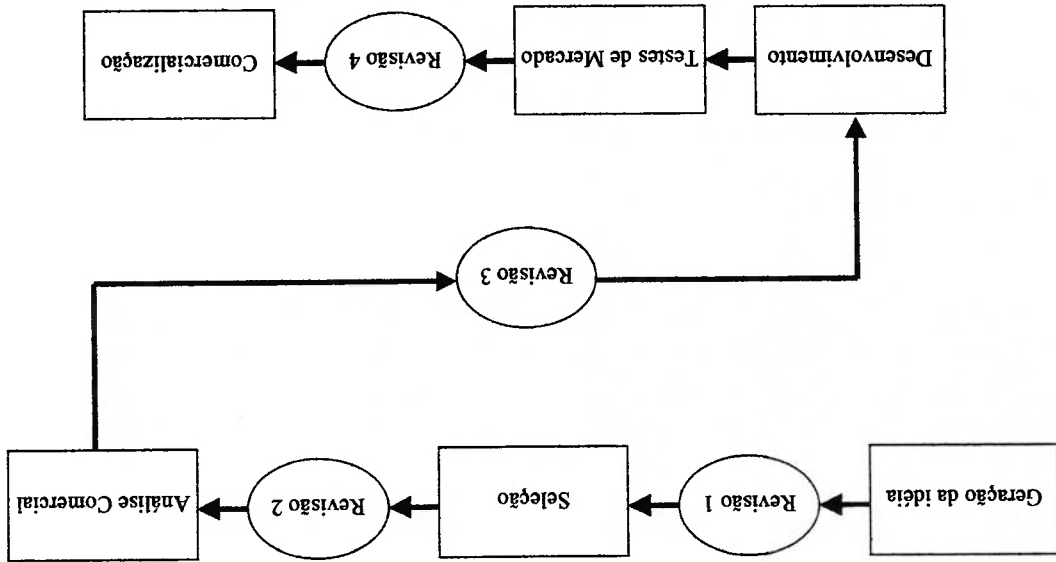 Geração da idéia
Revisão 1
Seleção
Revisão 2
Análise Comercial
Revisão 3
Desenvolvimento
Testes de Mercado
Revisão 4
Comercialização